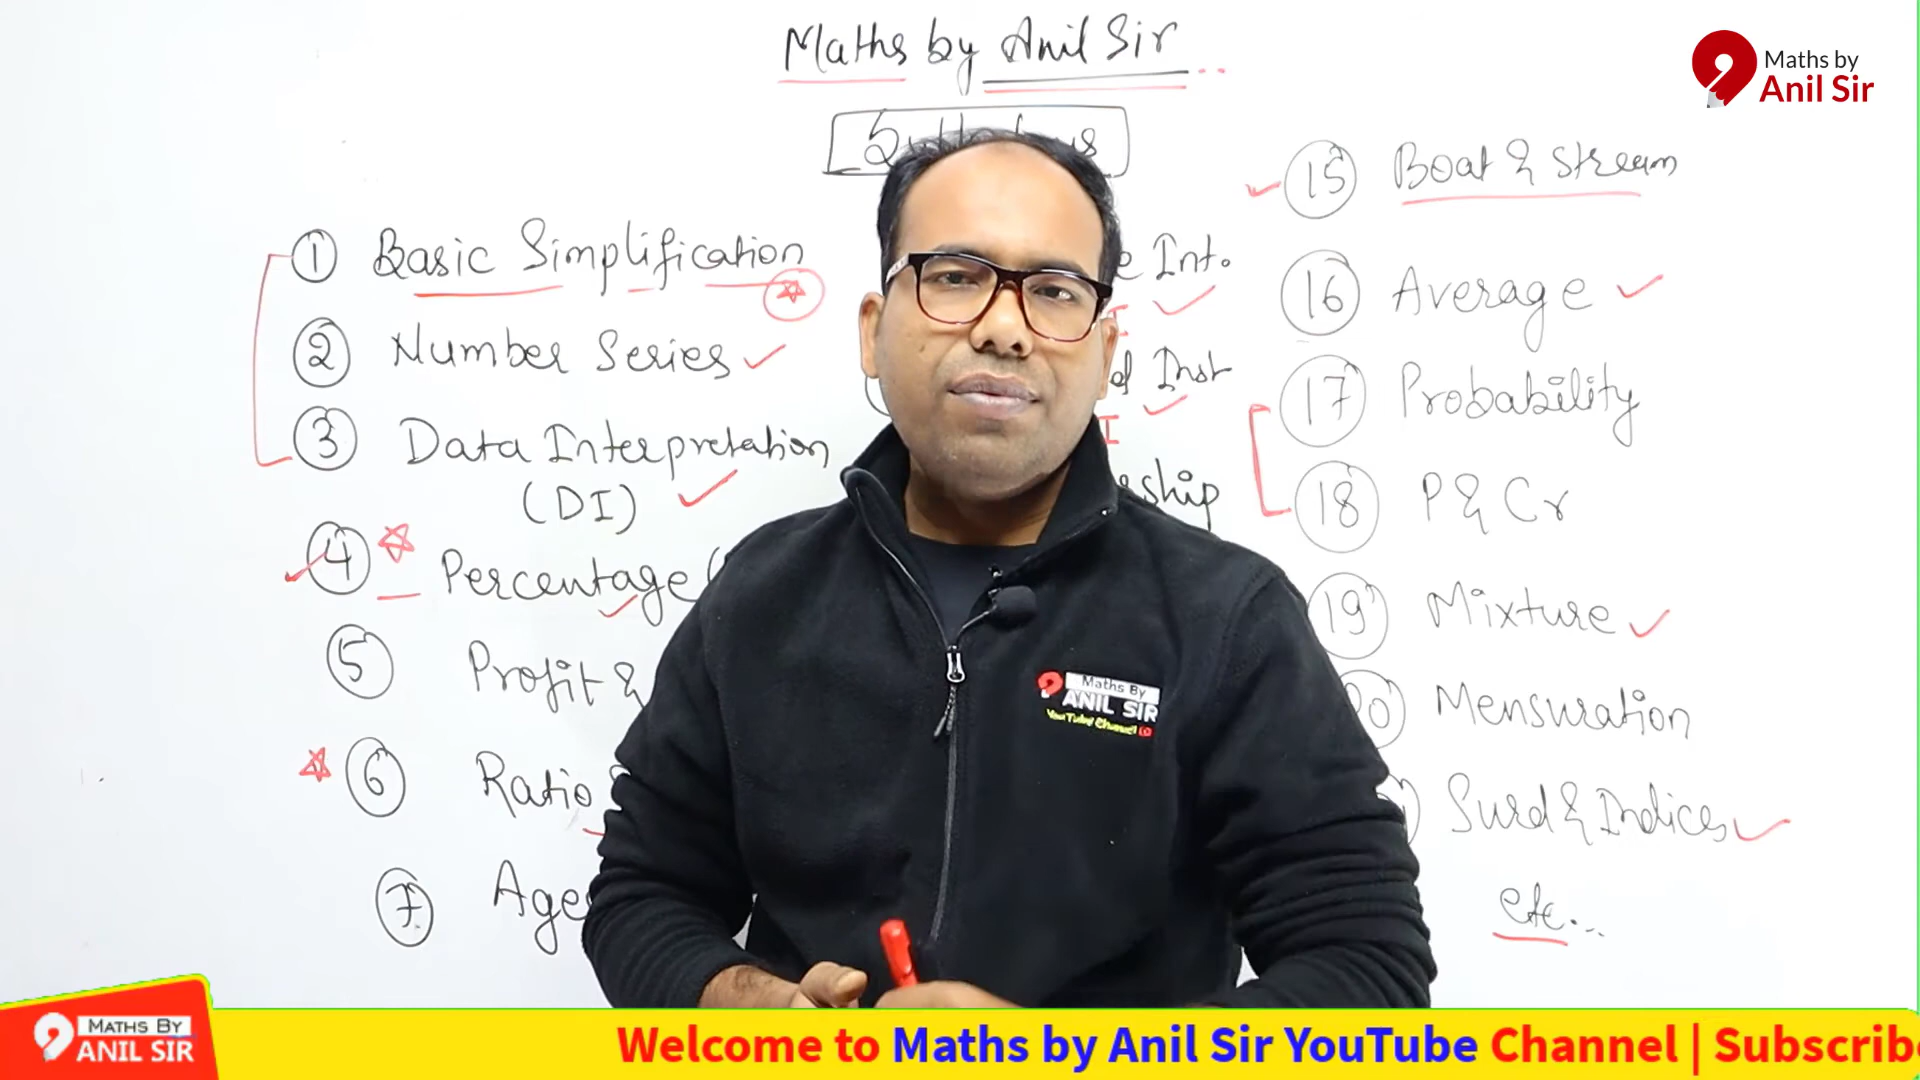 Maths by Anil Sir
Maths by
Anil Sir
1 Basic Simplification
2 Number Series
3 Data Interpretation
(DI)
4 Percentage (
5 Profit &
6 Ratio
7
Int.
I
Inst
I
15 Boat & Stream
16 Average
17 Probability
18 P & Cr
19 Mixture
Mensuration
Surd & Indices
etc...
Maths By
ANIL SIR
YouTube Channel
MATHS BY
ANIL SIR
Welcome to Maths by Anil Sir YouTube Channel |